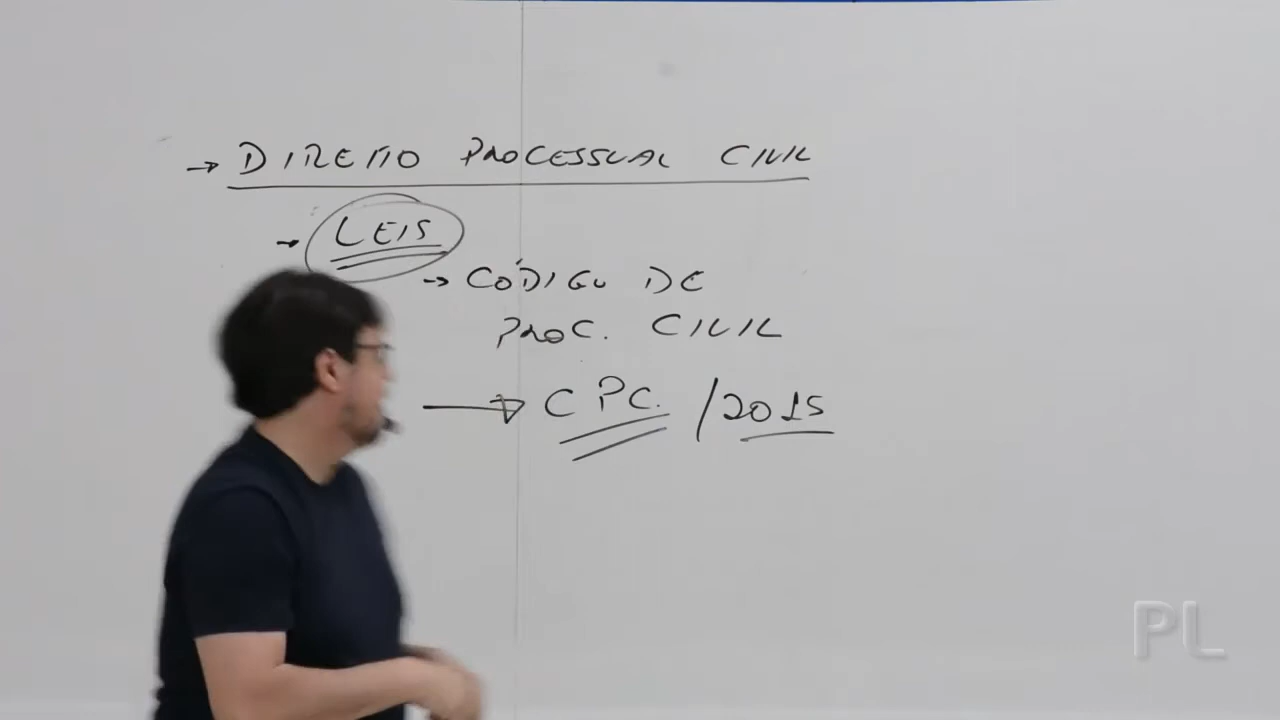 → DIREITO PROCESSUAL CIVIL
→ LEIS
→ CÓDIGO DE
PROC. CIVIL
→ CPC. /2015
PL